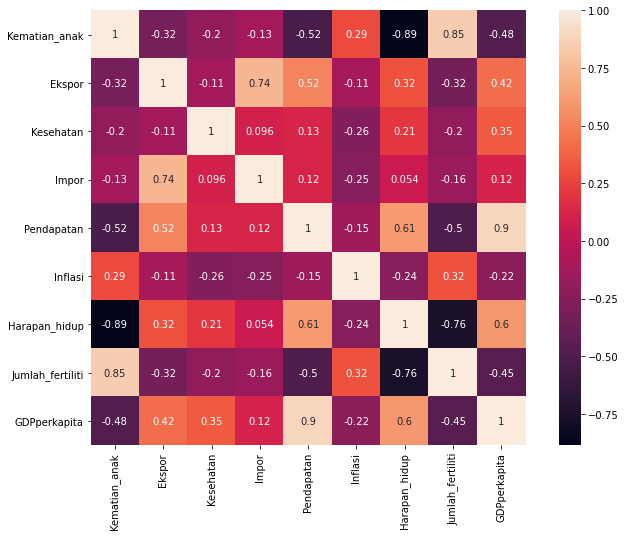 Kematian_anak 1 -0.32 -0.2 -0.13 -0.52 0.29 -0.89 0.85 -0.48
Ekspor -0.32 1 -0.11 0.74 0.52 -0.11 0.32 -0.32 0.42
Kesehatan -0.2 -0.11 1 0.096 0.13 -0.26 0.21 -0.2 0.35
Impor -0.13 0.74 0.096 1 0.12 -0.25 0.054 -0.16 0.12
Pendapatan -0.52 0.52 0.13 0.12 1 -0.15 0.61 -0.5 0.9
Inflasi 0.29 -0.11 -0.26 -0.25 -0.15 1 -0.24 0.32 -0.22
Harapan_hidup -0.89 0.32 0.21 0.054 0.61 -0.24 1 -0.76 0.6
Jumlah_fertiliti 0.85 -0.32 -0.2 -0.16 -0.5 0.32 -0.76 1 -0.45
GDPperkapita -0.48 0.42 0.35 0.12 0.9 -0.22 0.6 -0.45 1
Kematian_anak
Ekspor
Kesehatan
Impor
Pendapatan
Inflasi
Harapan_hidup
Jumlah_fertiliti
GDPperkapita
1.00
0.75
0.50
0.25
0.00
−0.25
−0.50
−0.75